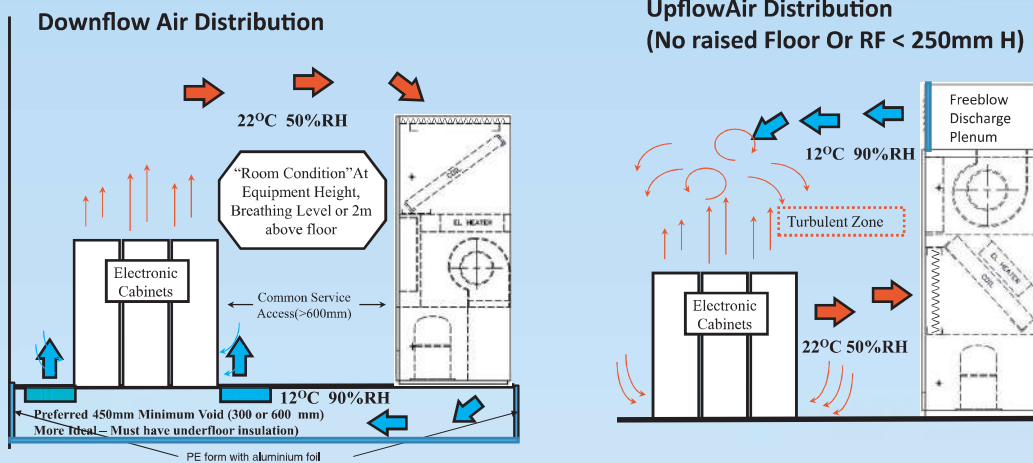 Downflow Air Distribution
22OC 50%RH
“Room Condition”At
Equipment Height,
Breathing Level or 2m
above floor
COIL
EL HEATER
Electronic
Cabinets
Common Service
Access(>600mm)
12OC 90%RH
Preferred 450mm Minimum Void (300 or 600 mm)
More Ideal – Must have underfloor insulation)
PE form with aluminium foil
UpflowAir Distribution
(No raised Floor Or RF < 250mm H)
Freeblow
Discharge
Plenum
12OC 90%RH
Turbulent Zone
EL HEATER
COIL
Electronic
Cabinets
22OC 50%RH